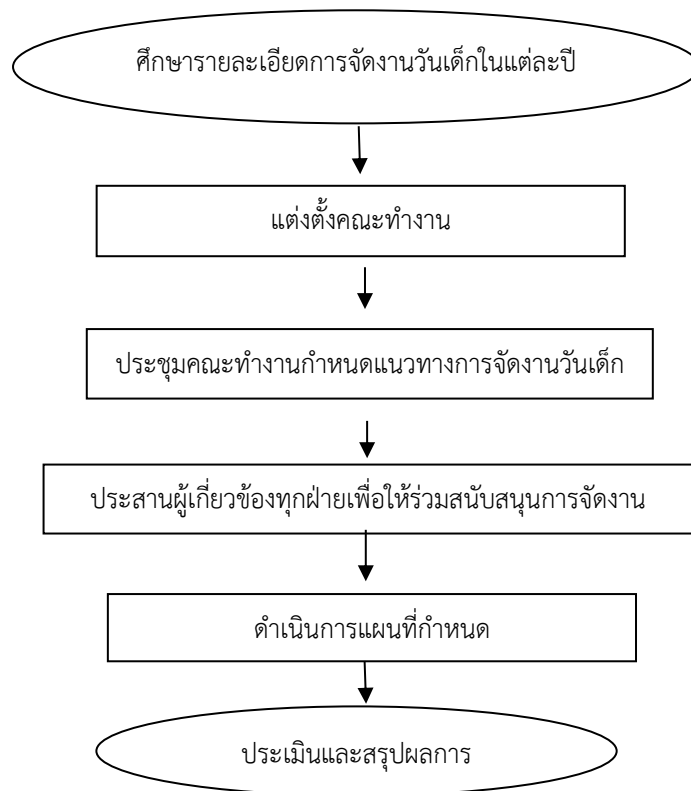 ศึกษารายละเอียดการจัดงานวันเด็กในแต่ละปี
แต่งตั้งคณะทำงาน
ประชุมคณะทำงานกำหนดแนวทางการจัดงานวันเด็ก
ประสานผู้เกี่ยวข้องทุกฝ่ายเพื่อให้ร่วมสนับสนุนการจัดงาน
ดำเนินการแผนที่กำหนด
ประเมินและสรุปผลการ